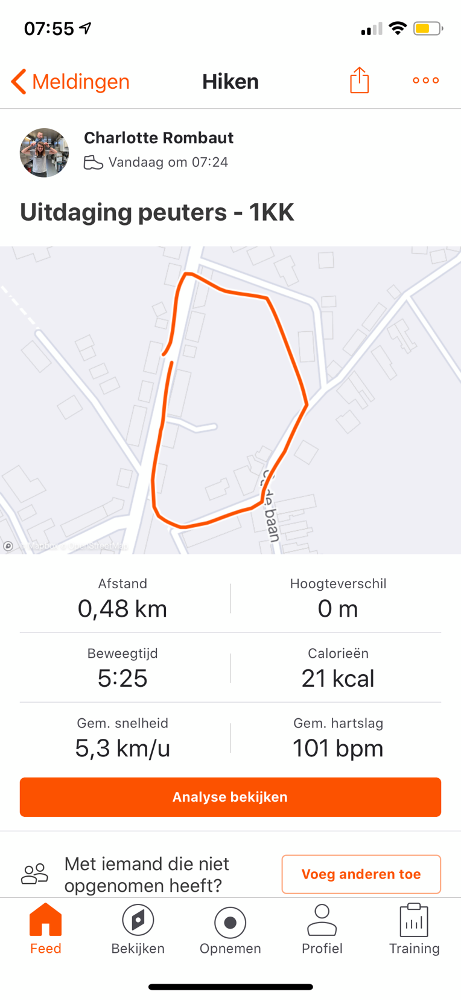 07:55
Meldingen
Hiken
Charlotte Rombaut
Vandaag om 07:24
Uitdaging peuters - 1KK
de baan
© Mapbox © OpenStreetMap
Afstand
Hoogteverschil
0,48 km
0 m
Beweegtijd
Calorieën
5:25
21 kcal
Gem. snelheid
Gem. hartslag
5,3 km/u
101 bpm
Analyse bekijken
Met iemand die niet
opgenomen heeft?
Voeg anderen toe
Feed
Bekijken
Opnemen
Profiel
Training